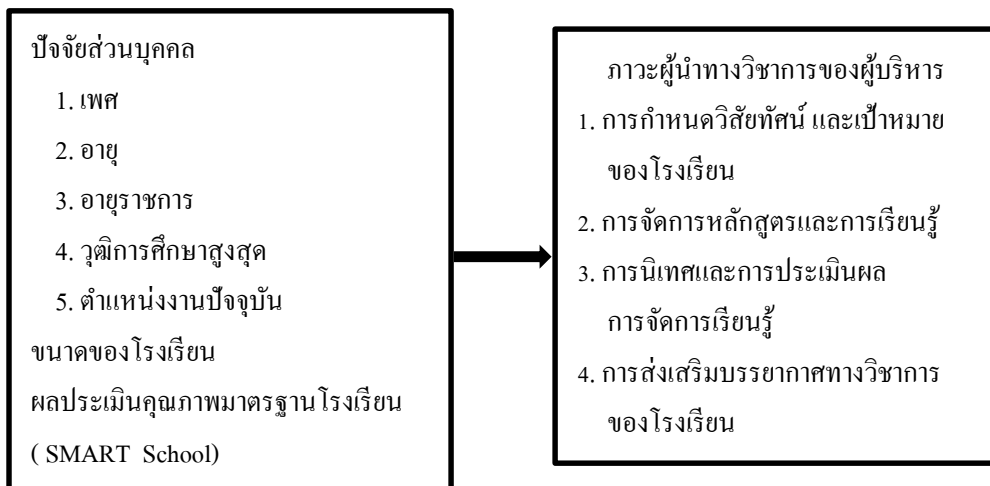 ปัจจัยส่วนบุคคล
1. เพศ
2. อายุ
3. อายุราชการ
4. วุฒิการศึกษาสูงสุด
5. ตำแหน่งงานปัจจุบัน
ขนาดของโรงเรียน
ผลประเมินคุณภาพมาตรฐานโรงเรียน
( SMART School)
ภาวะผู้นำทางวิชาการของผู้บริหาร
1. การกำหนดวิสัยทัศน์ และเป้าหมาย
ของโรงเรียน
2. การจัดการหลักสูตรและการเรียนรู้
3. การนิเทศและการประเมินผล
การจัดการเรียนรู้
4. การส่งเสริมบรรยากาศทางวิชาการ
ของโรงเรียน